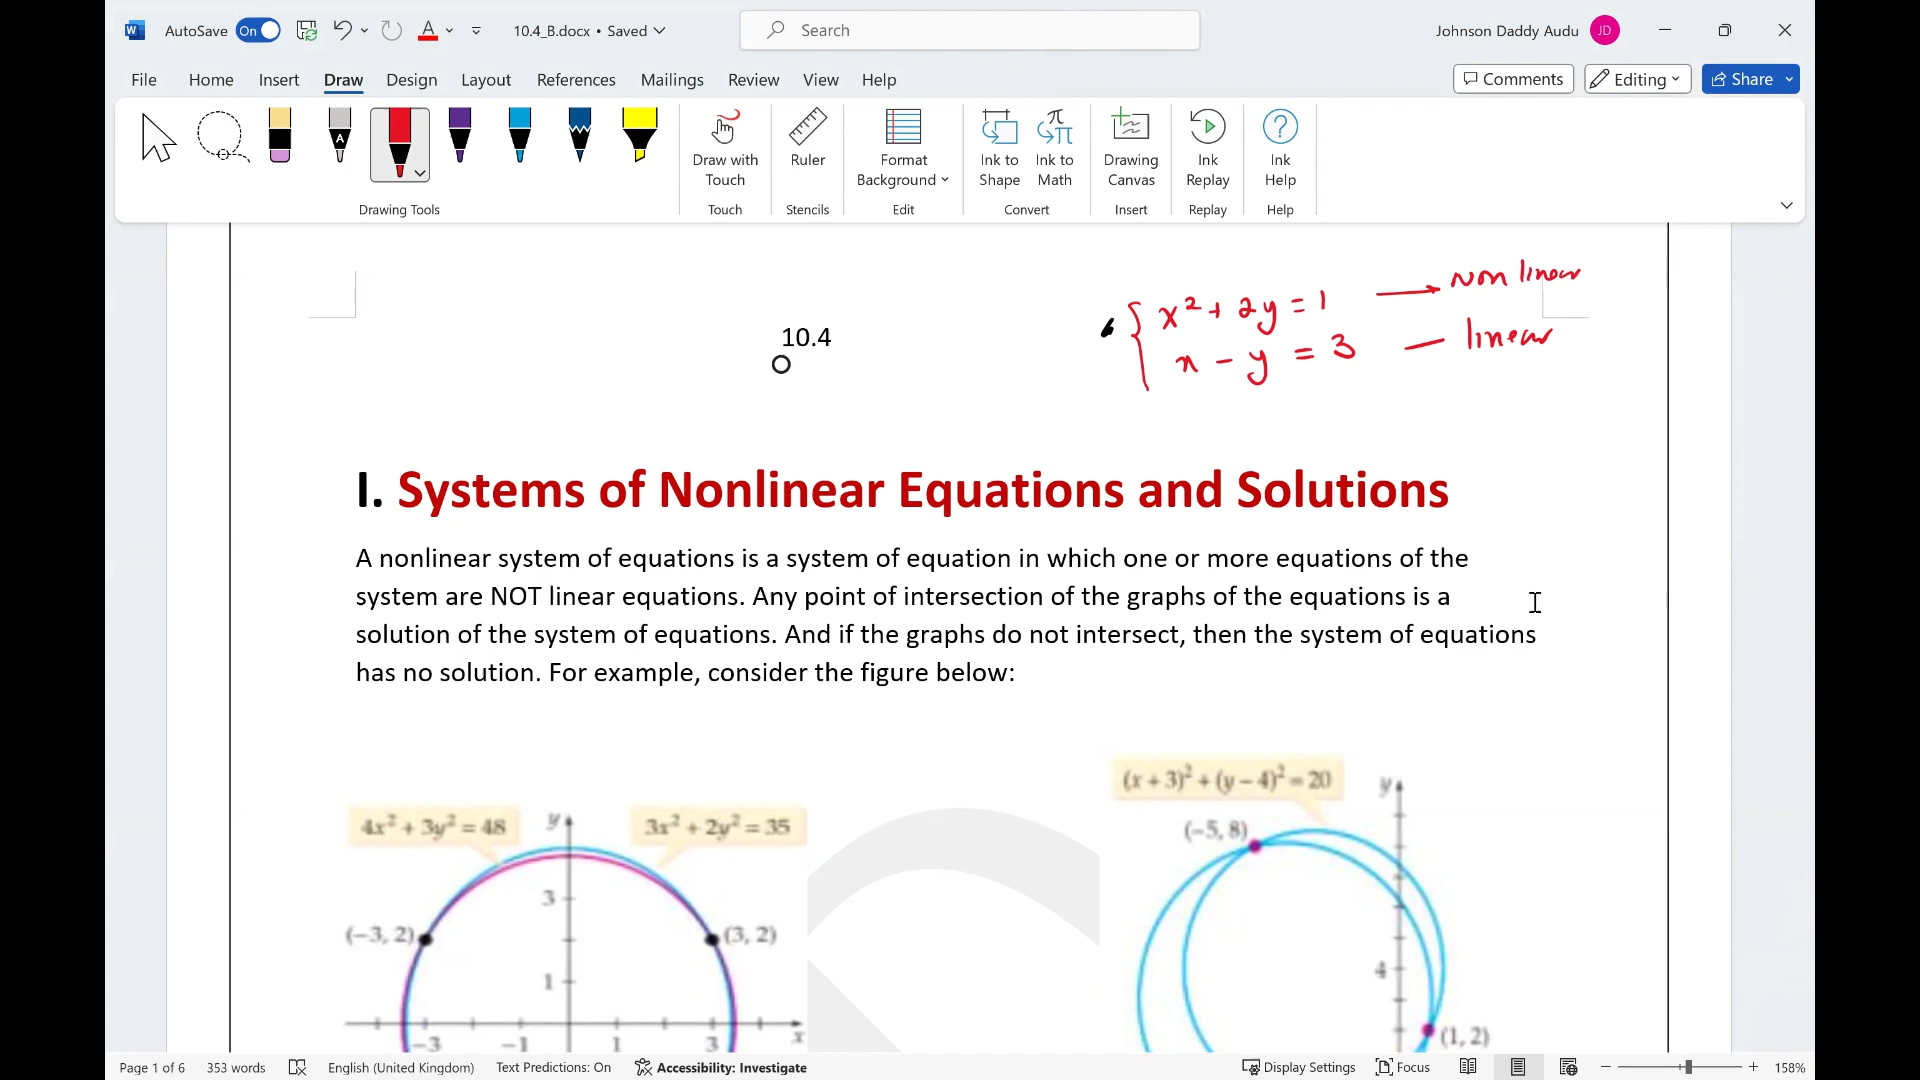 AutoSave On 10.4_B.docx • Saved Search Johnson Daddy Audu JD
File Home Insert Draw Design Layout References Mailings Review View Help Comments Editing Share
Draw with Touch Ruler Format Background Ink to Shape Ink to Math Drawing Canvas Ink Replay Ink Help
Drawing Tools Touch Stencils Edit Convert Insert Replay Help
x² + 2y = 1 → Non linear
10.4
x - y = 3 — linear
I. Systems of Nonlinear Equations and Solutions
A nonlinear system of equations is a system of equation in which one or more equations of the
system are NOT linear equations. Any point of intersection of the graphs of the equations is a
solution of the system of equations. And if the graphs do not intersect, then the system of equations
has no solution. For example, consider the figure below:
(x + 3)² + (y – 4)² = 20
y
4x² + 3y² = 48
y
3x² + 2y² = 35
(–5, 8)
3
(–3, 2)
(3, 2)
4
1
(1, 2)
–3 –1 1 3 x
Page 1 of 6 353 words English (United Kingdom) Text Predictions: On Accessibility: Investigate Display Settings Focus 158%